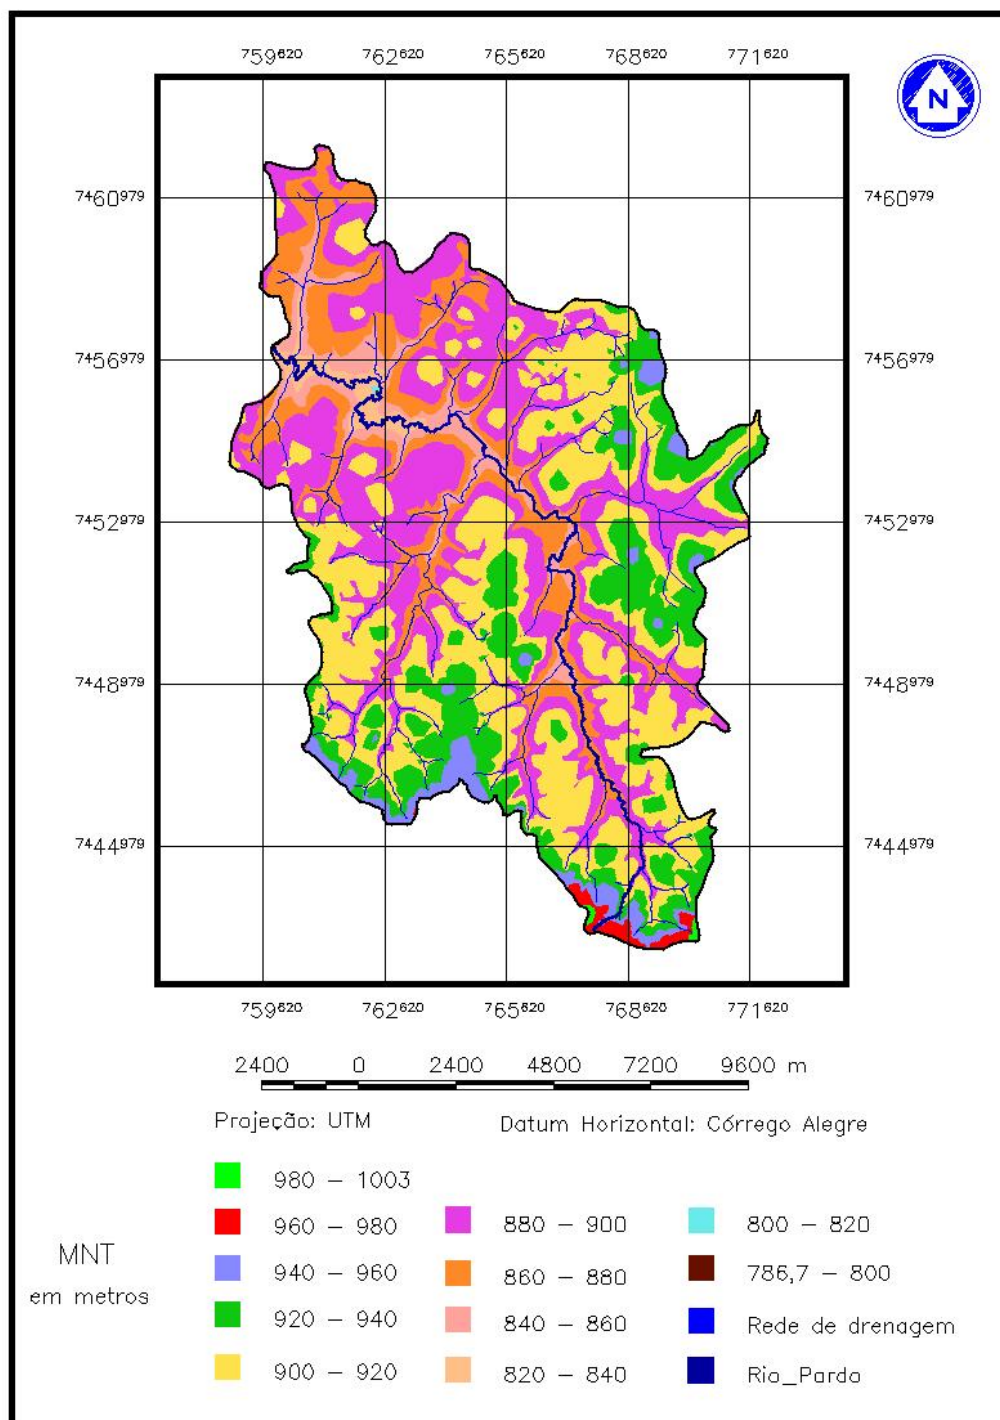 759620 762620 765620 768620 771620
N
7460979 7460979
7456979 7456979
7452979 7452979
7448979 7448979
7444979 7444979
759620 762620 765620 768620 771620
2400 0 2400 4800 7200 9600 m
Projeção: UTM Datum Horizontal: Córrego Alegre
980 – 1003
960 – 980 880 – 900 800 – 820
MNT
940 – 960 860 – 880 786,7 – 800
em metros
920 – 940 840 – 860 Rede de drenagem
900 – 920 820 – 840 Rio_Pardo